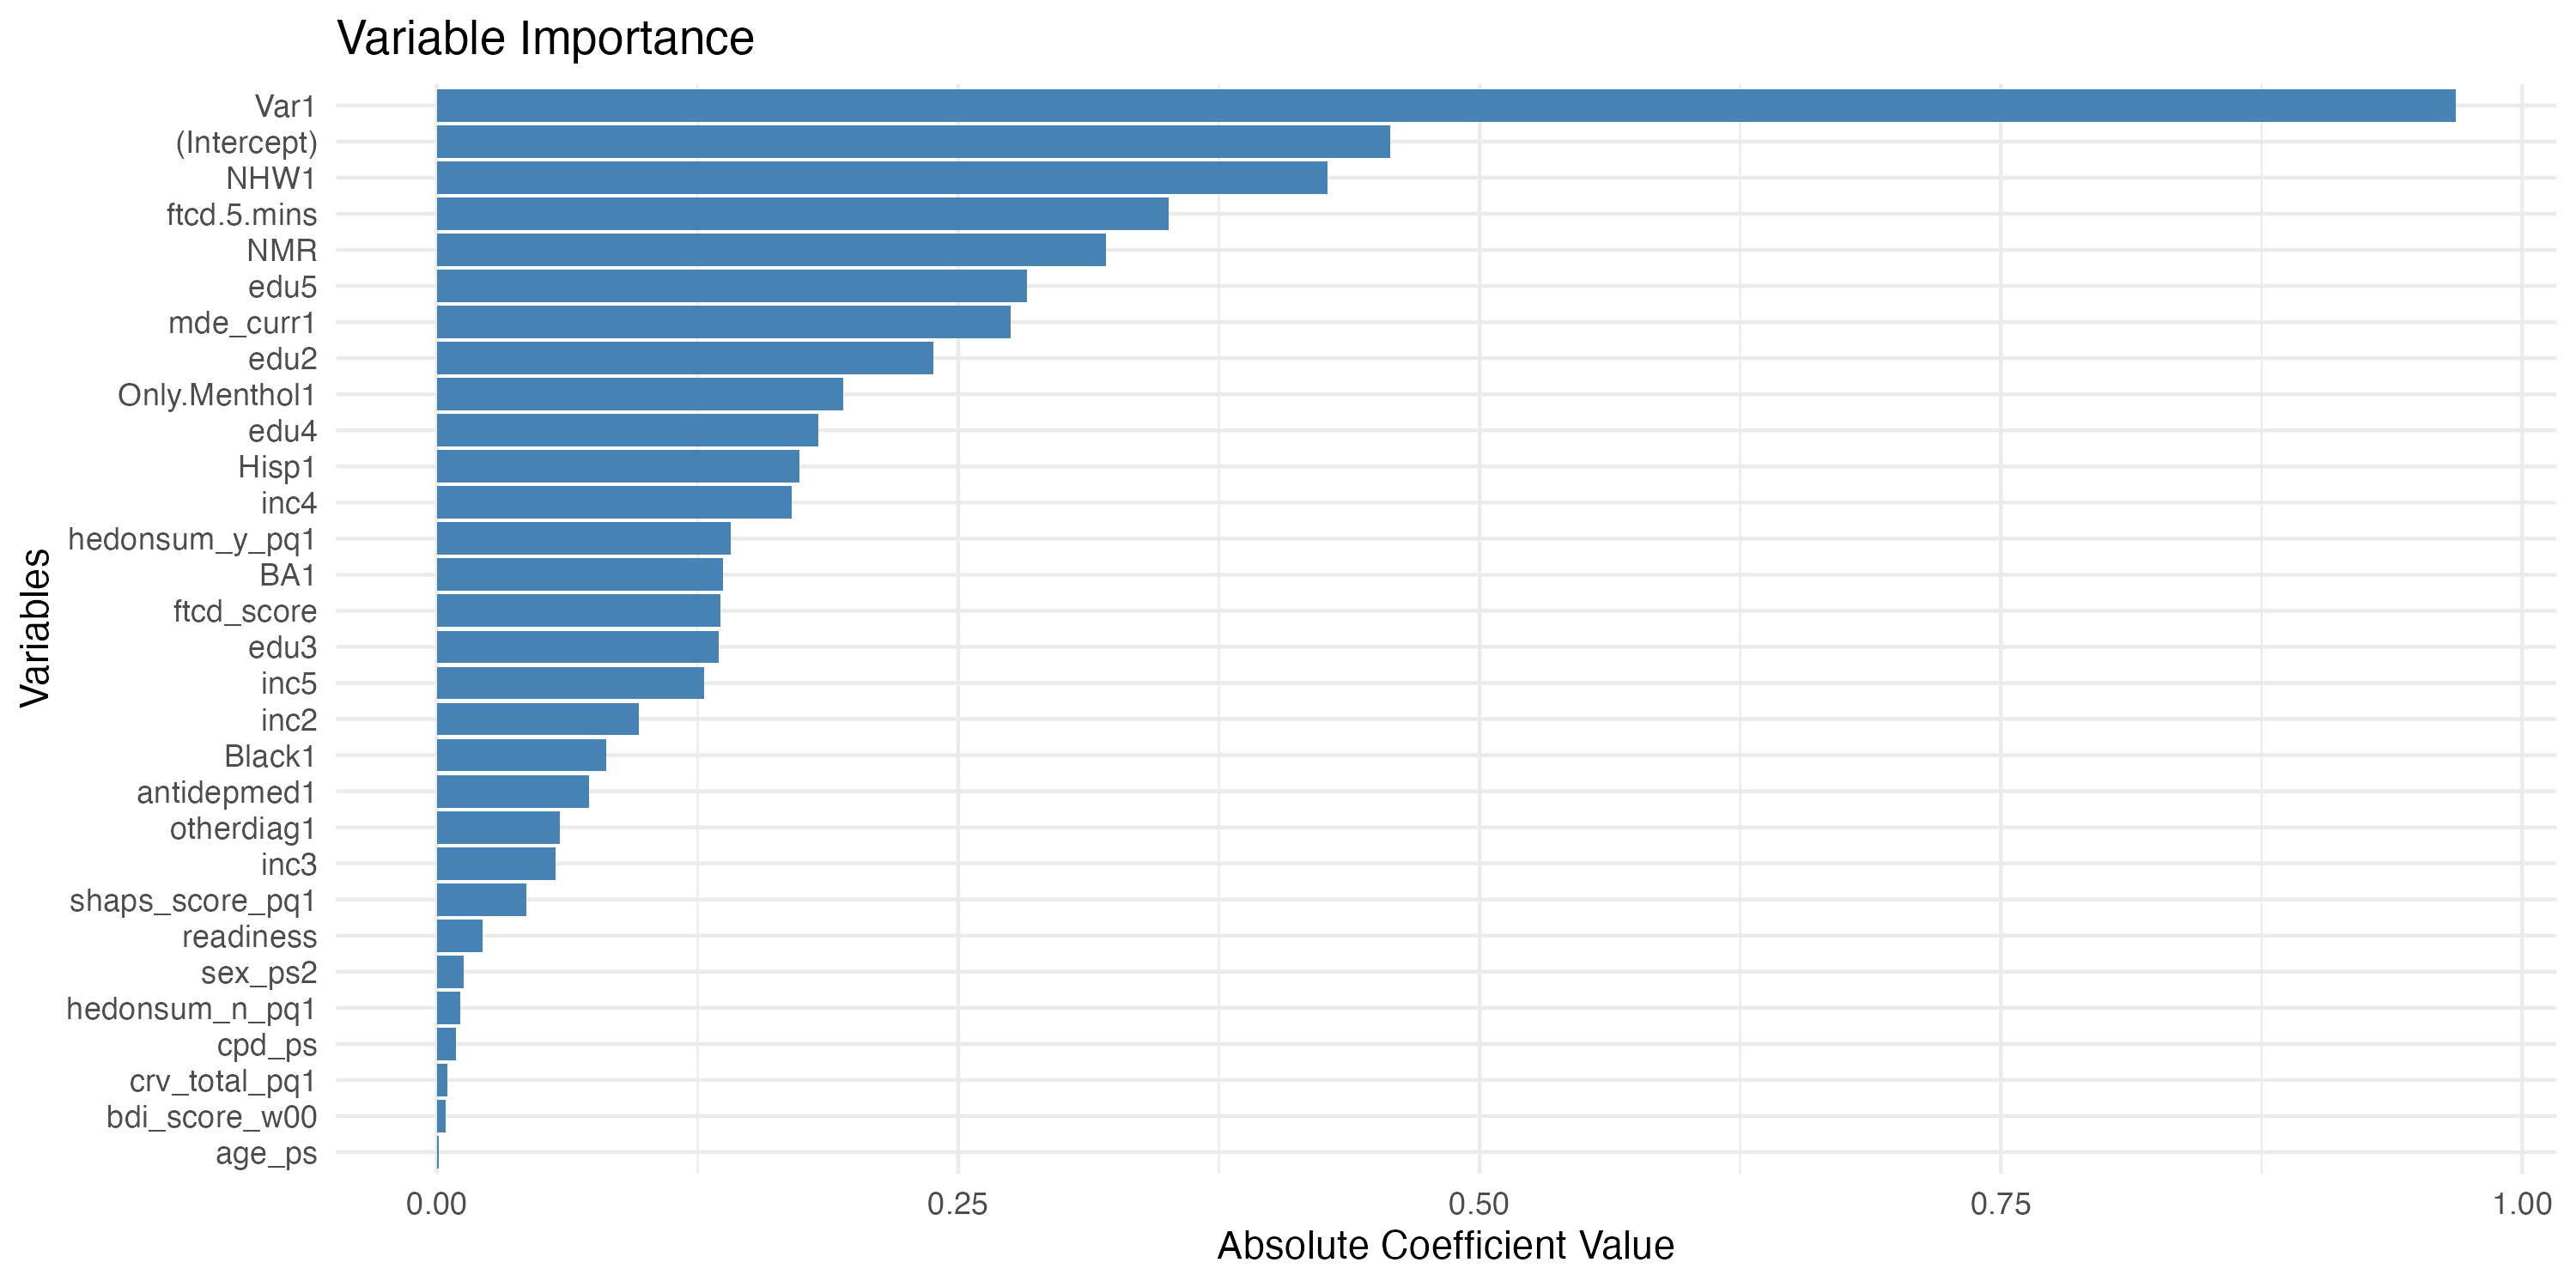 Variable Importance
Var1
(Intercept)
NHW1
ftcd.5.mins
NMR
edu5
mde_curr1
edu2
Only.Menthol1
edu4
Hisp1
inc4
hedonsum_y_pq1
BA1
ftcd_score
edu3
inc5
inc2
Black1
antidepmed1
otherdiag1
inc3
shaps_score_pq1
readiness
sex_ps2
hedonsum_n_pq1
cpd_ps
crv_total_pq1
bdi_score_w00
age_ps
Variables
0.00 0.25 0.50 0.75 1.00
Absolute Coefficient Value